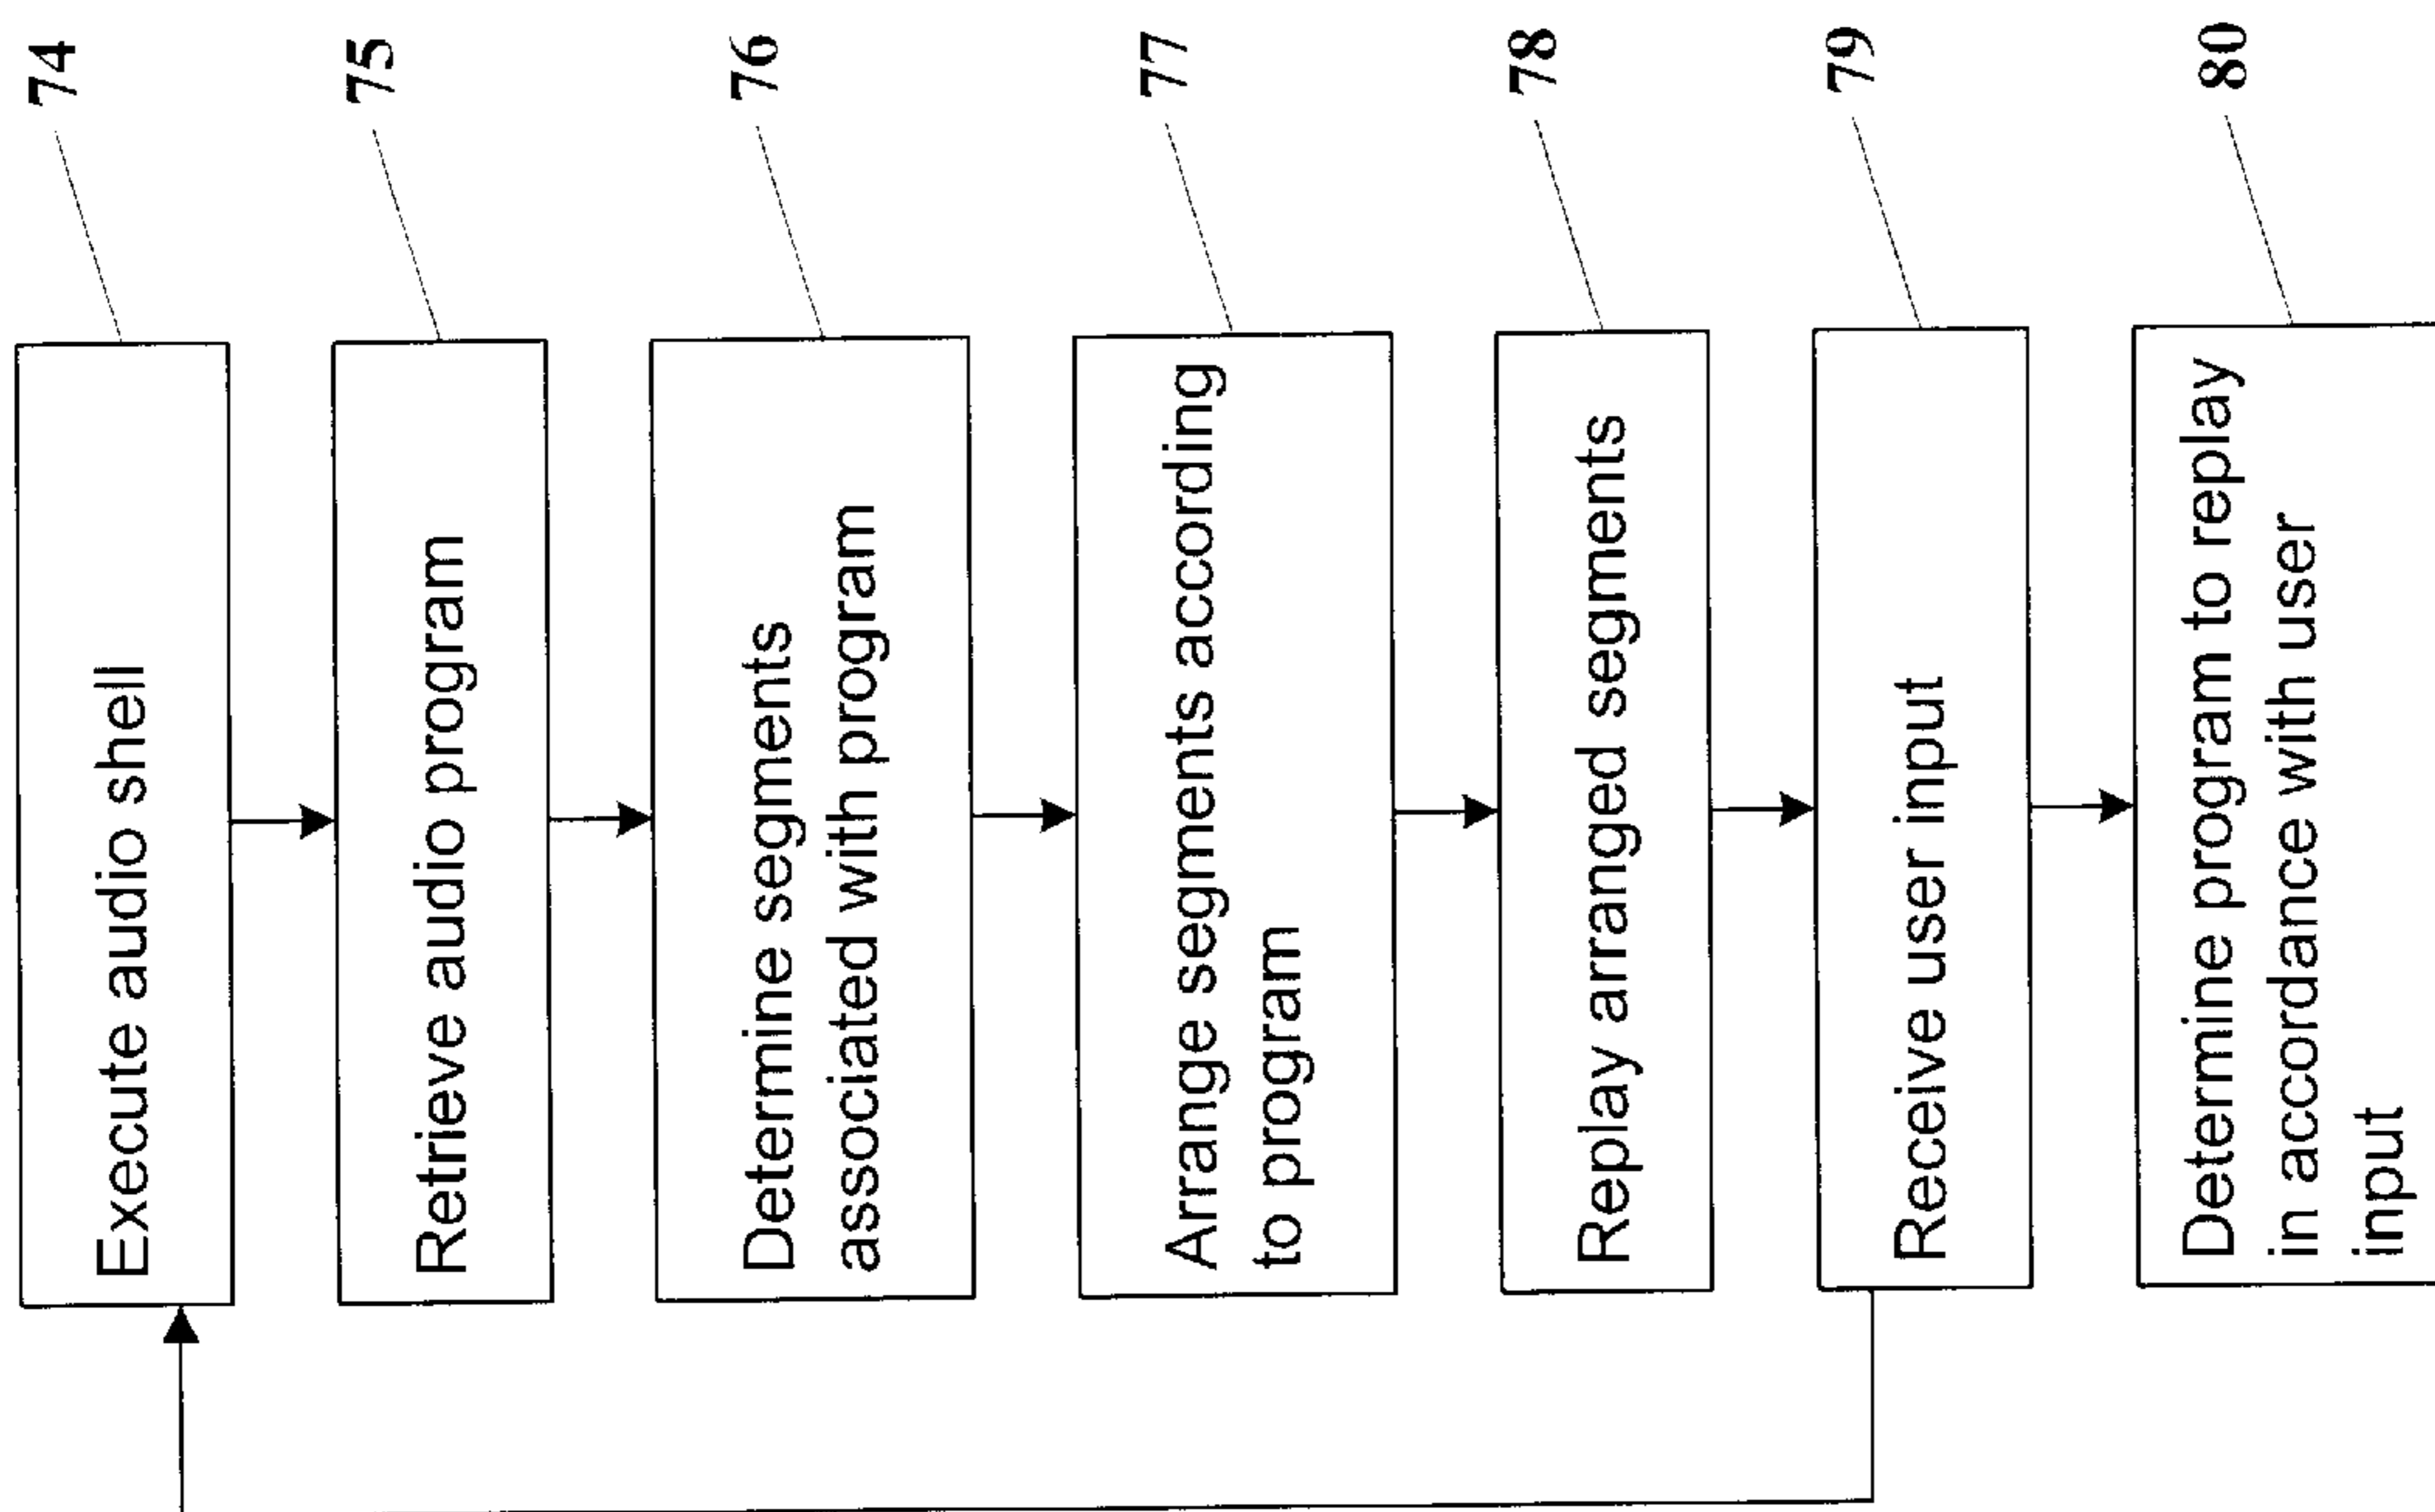 Execute audio shell
74
Retrieve audio program
75
Determine segments
associated with program
76
Arrange segments according
to program
77
Replay arranged segments
78
Receive user input
79
Determine program to replay
in accordance with user
input
80